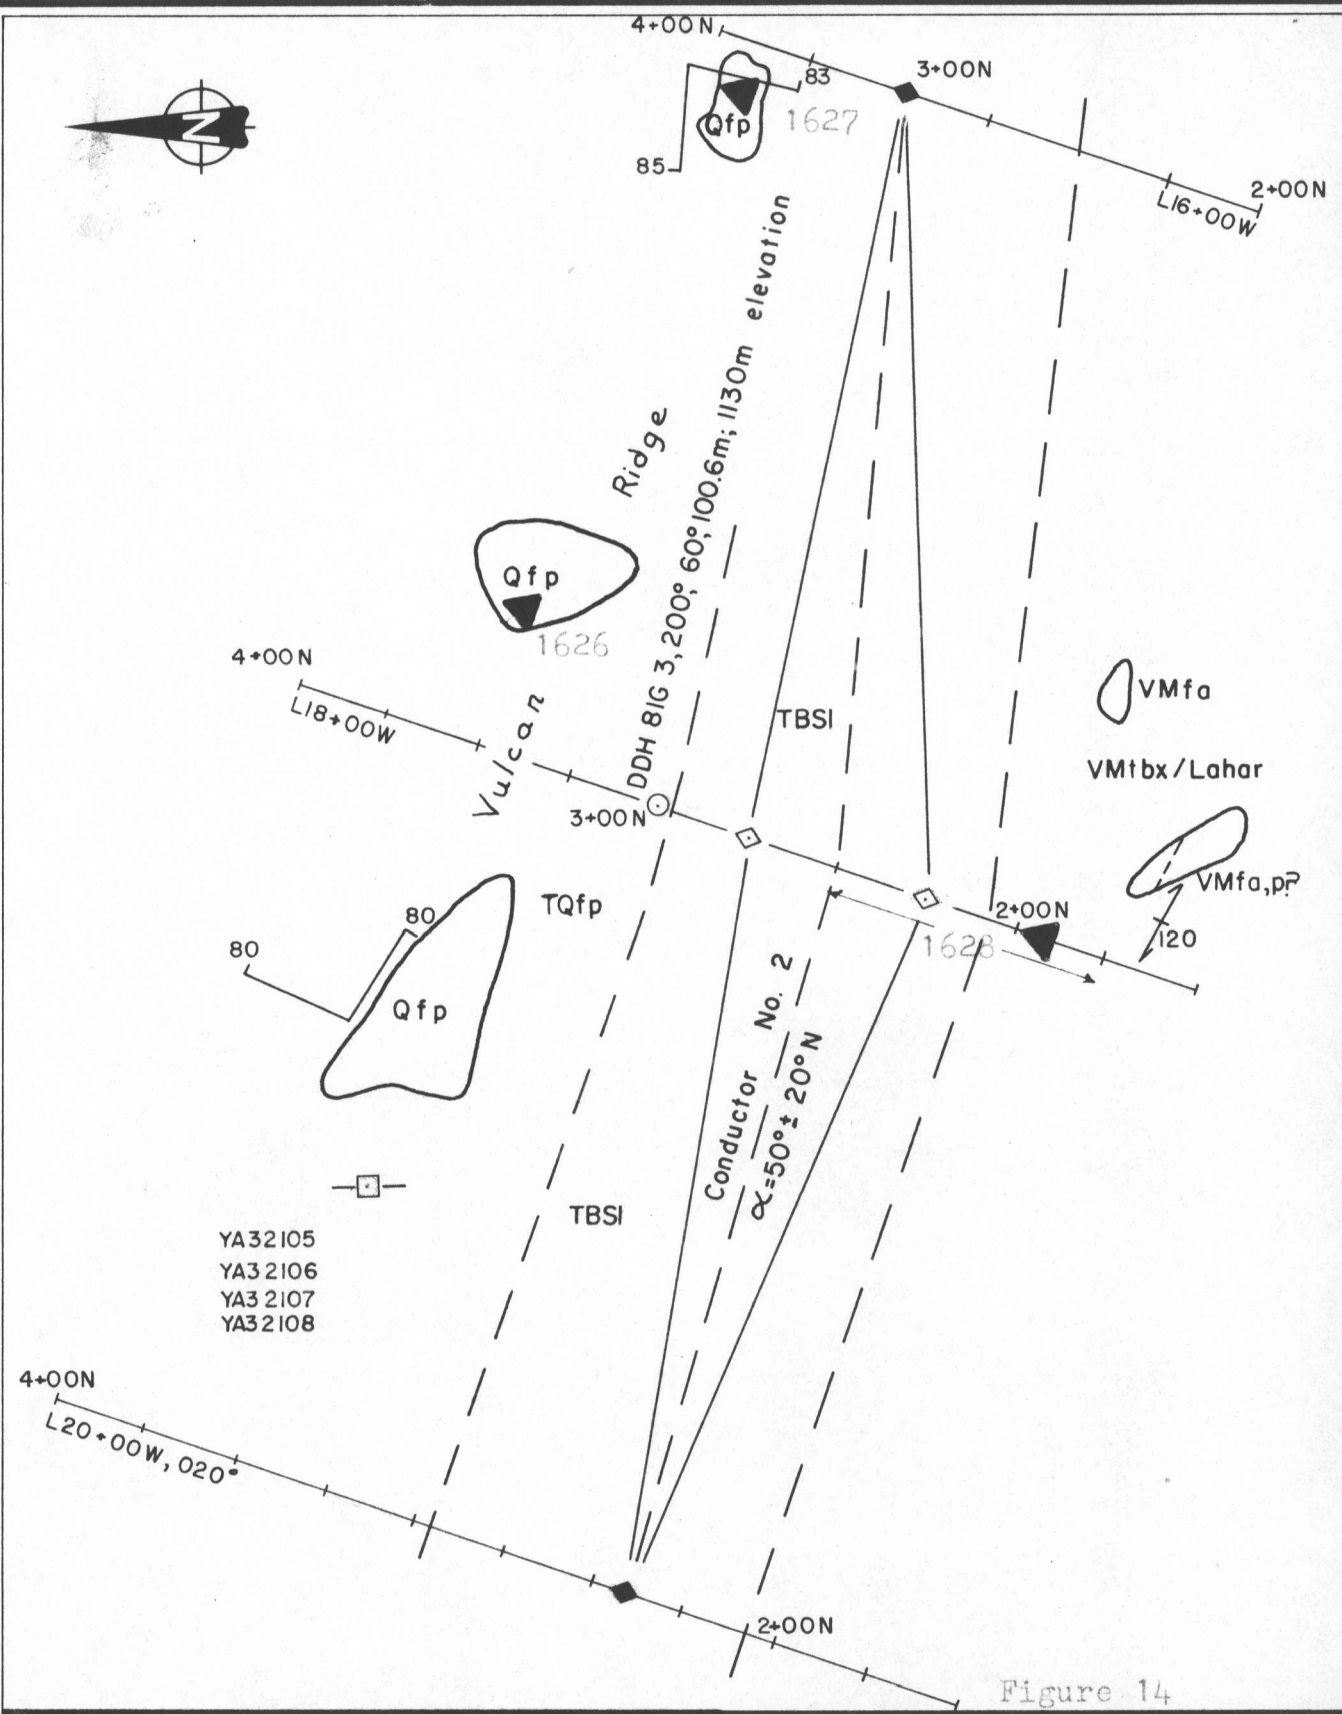 4+00N
3+00N
83
1627
Qfp
85
2+00N
L16+00W
N
DDH 81G 3, 200°, 60°, 100.6m; 1130m elevation
Vulcan Ridge
Qfp
1626
4+00N
L18+00W
3+00N
TBSI
VMfa
VMtbx/Lahar
VMfa,p?
120
2+00N
1628
TQfp
80
80
Qfp
Conductor No. 2
∝=50°± 20°N
TBSI
YA32105
YA32106
YA32107
YA32108
4+00N
L20+00W, 020°
2+00N
Figure 14